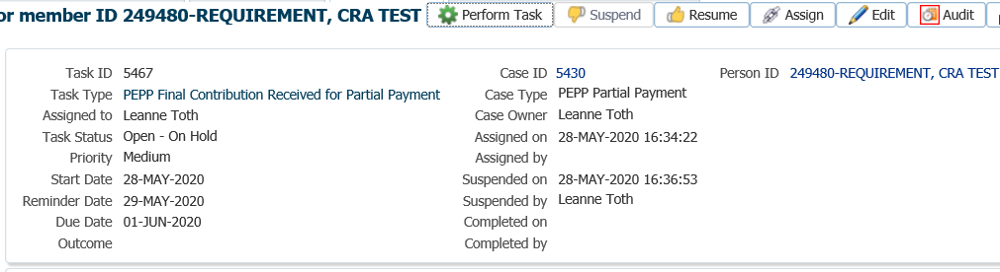 or member ID 249480-REQUIREMENT, CRA TEST Perform Task Suspend Resume Assign Edit Audit
Task ID 5467 Case ID 5430 Person ID 249480-REQUIREMENT, CRA TEST
Task Type PEPP Final Contribution Received for Partial Payment Case Type PEPP Partial Payment
Assigned to Leanne Toth Case Owner Leanne Toth
Task Status Open - On Hold Assigned on 28-MAY-2020 16:34:22
Priority Medium Assigned by
Start Date 28-MAY-2020 Suspended on 28-MAY-2020 16:36:53
Reminder Date 29-MAY-2020 Suspended by Leanne Toth
Due Date 01-JUN-2020 Completed on
Outcome Completed by